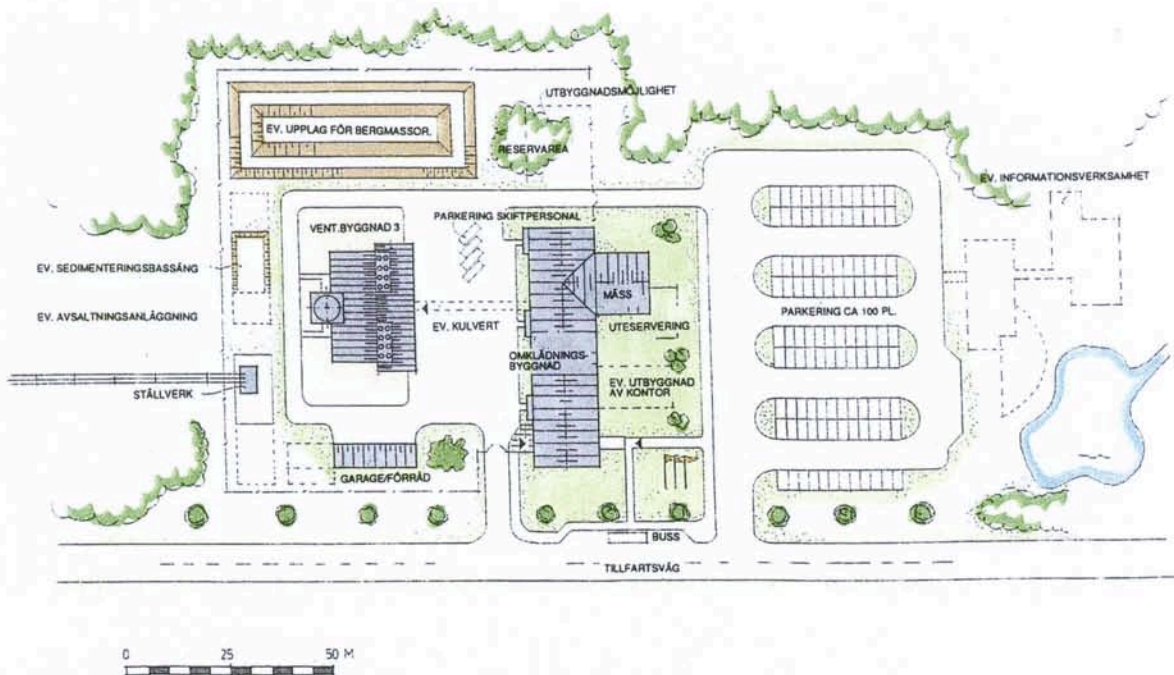 UTBYGGNADSMÖJLIGHET
EV. UPPLAG FÖR BERGMASSOR.
RESERVAREA
EV. INFORMATIONSVERKSAMHET
PARKERING SKIFTPERSONAL
VENT.BYGGNAD 3
EV. SEDIMENTERINGSBASSÄNG
MÄSS
EV. AVSALTNINGSANLÄGGNING
EV. KULVERT
UTESERVERING
PARKERING CA 100 PL.
OMKLÄDNINGS-
BYGGNAD
EV. UTBYGGNAD
AV KONTOR
STÄLLVERK
GARAGE/FÖRRÅD
BUSS
TILLFARTSVÄG
0 25 50 M